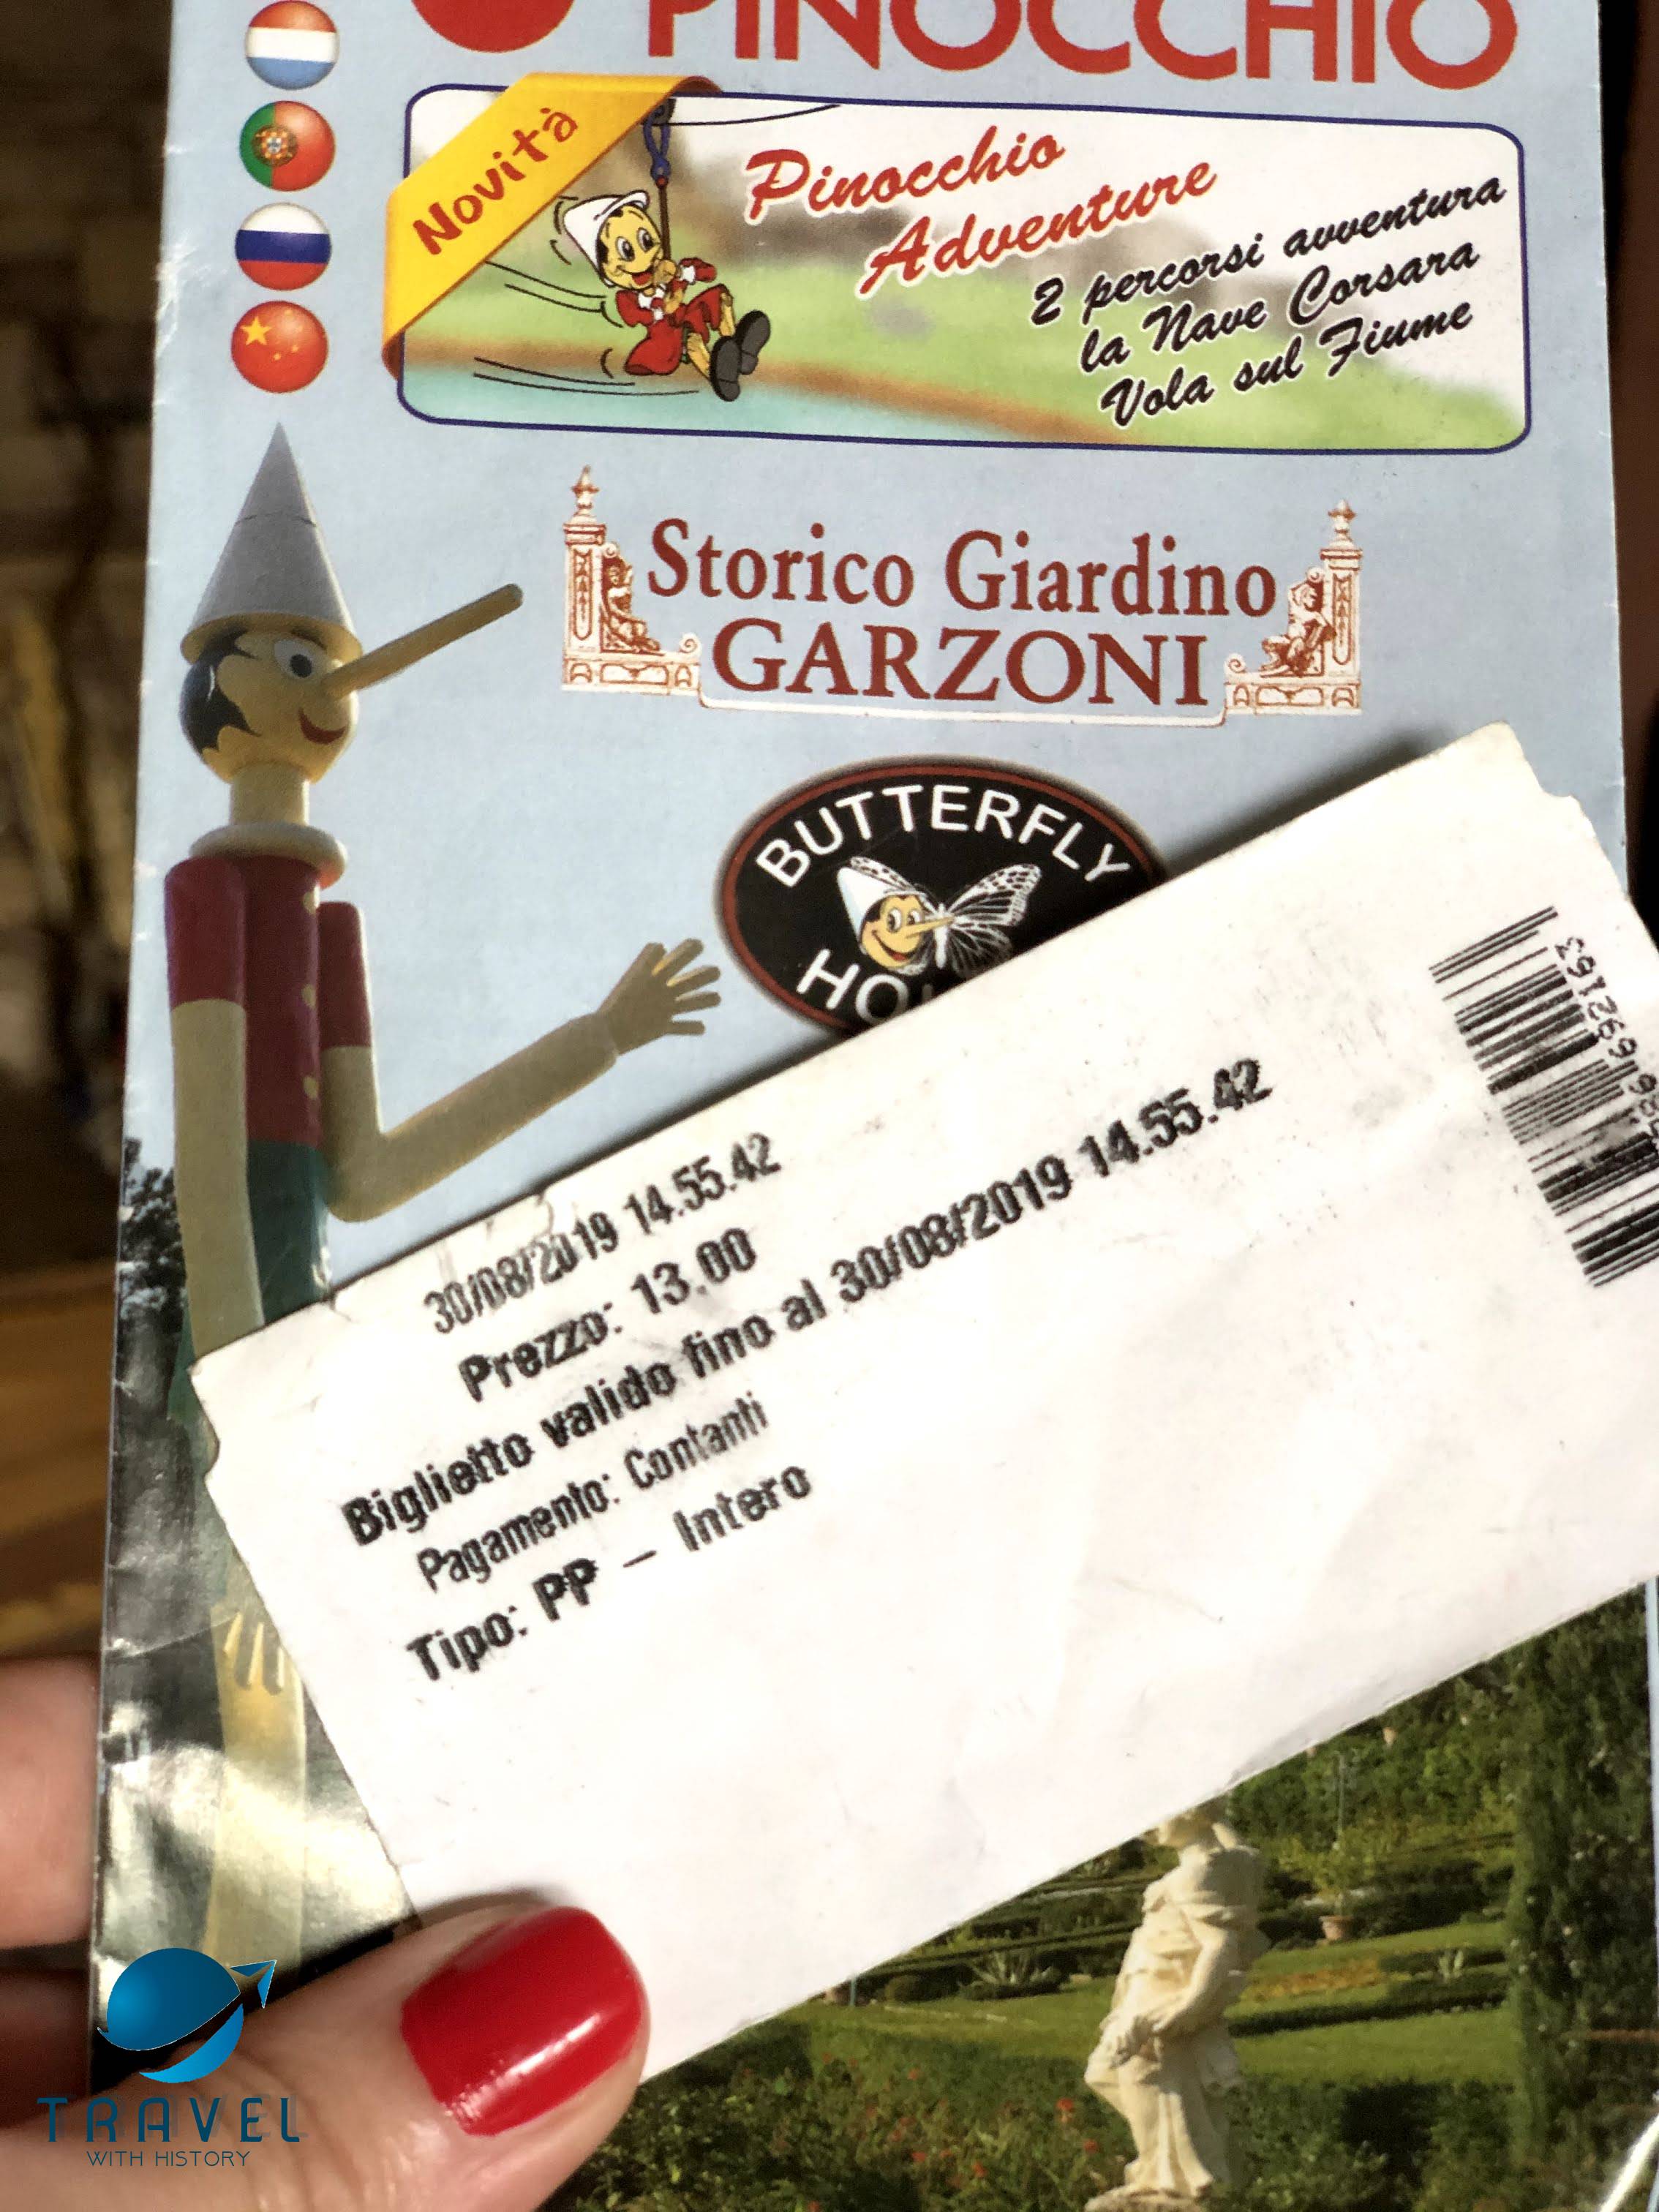 PINOCCHIO
Novità
Pinocchio
Adventure
2 percorsi avventura
la Nave Corsara
Vola sul Fiume
Storico Giardino
GARZONI
BUTTERFLY
30/08/2019 14.55.42
Prezzo: 13.00
Biglietto valido fino al 30/08/2019 14.55.42
Pagamento: Contanti
Tipo: PP - Intero
TRAVEL
WITH HISTORY